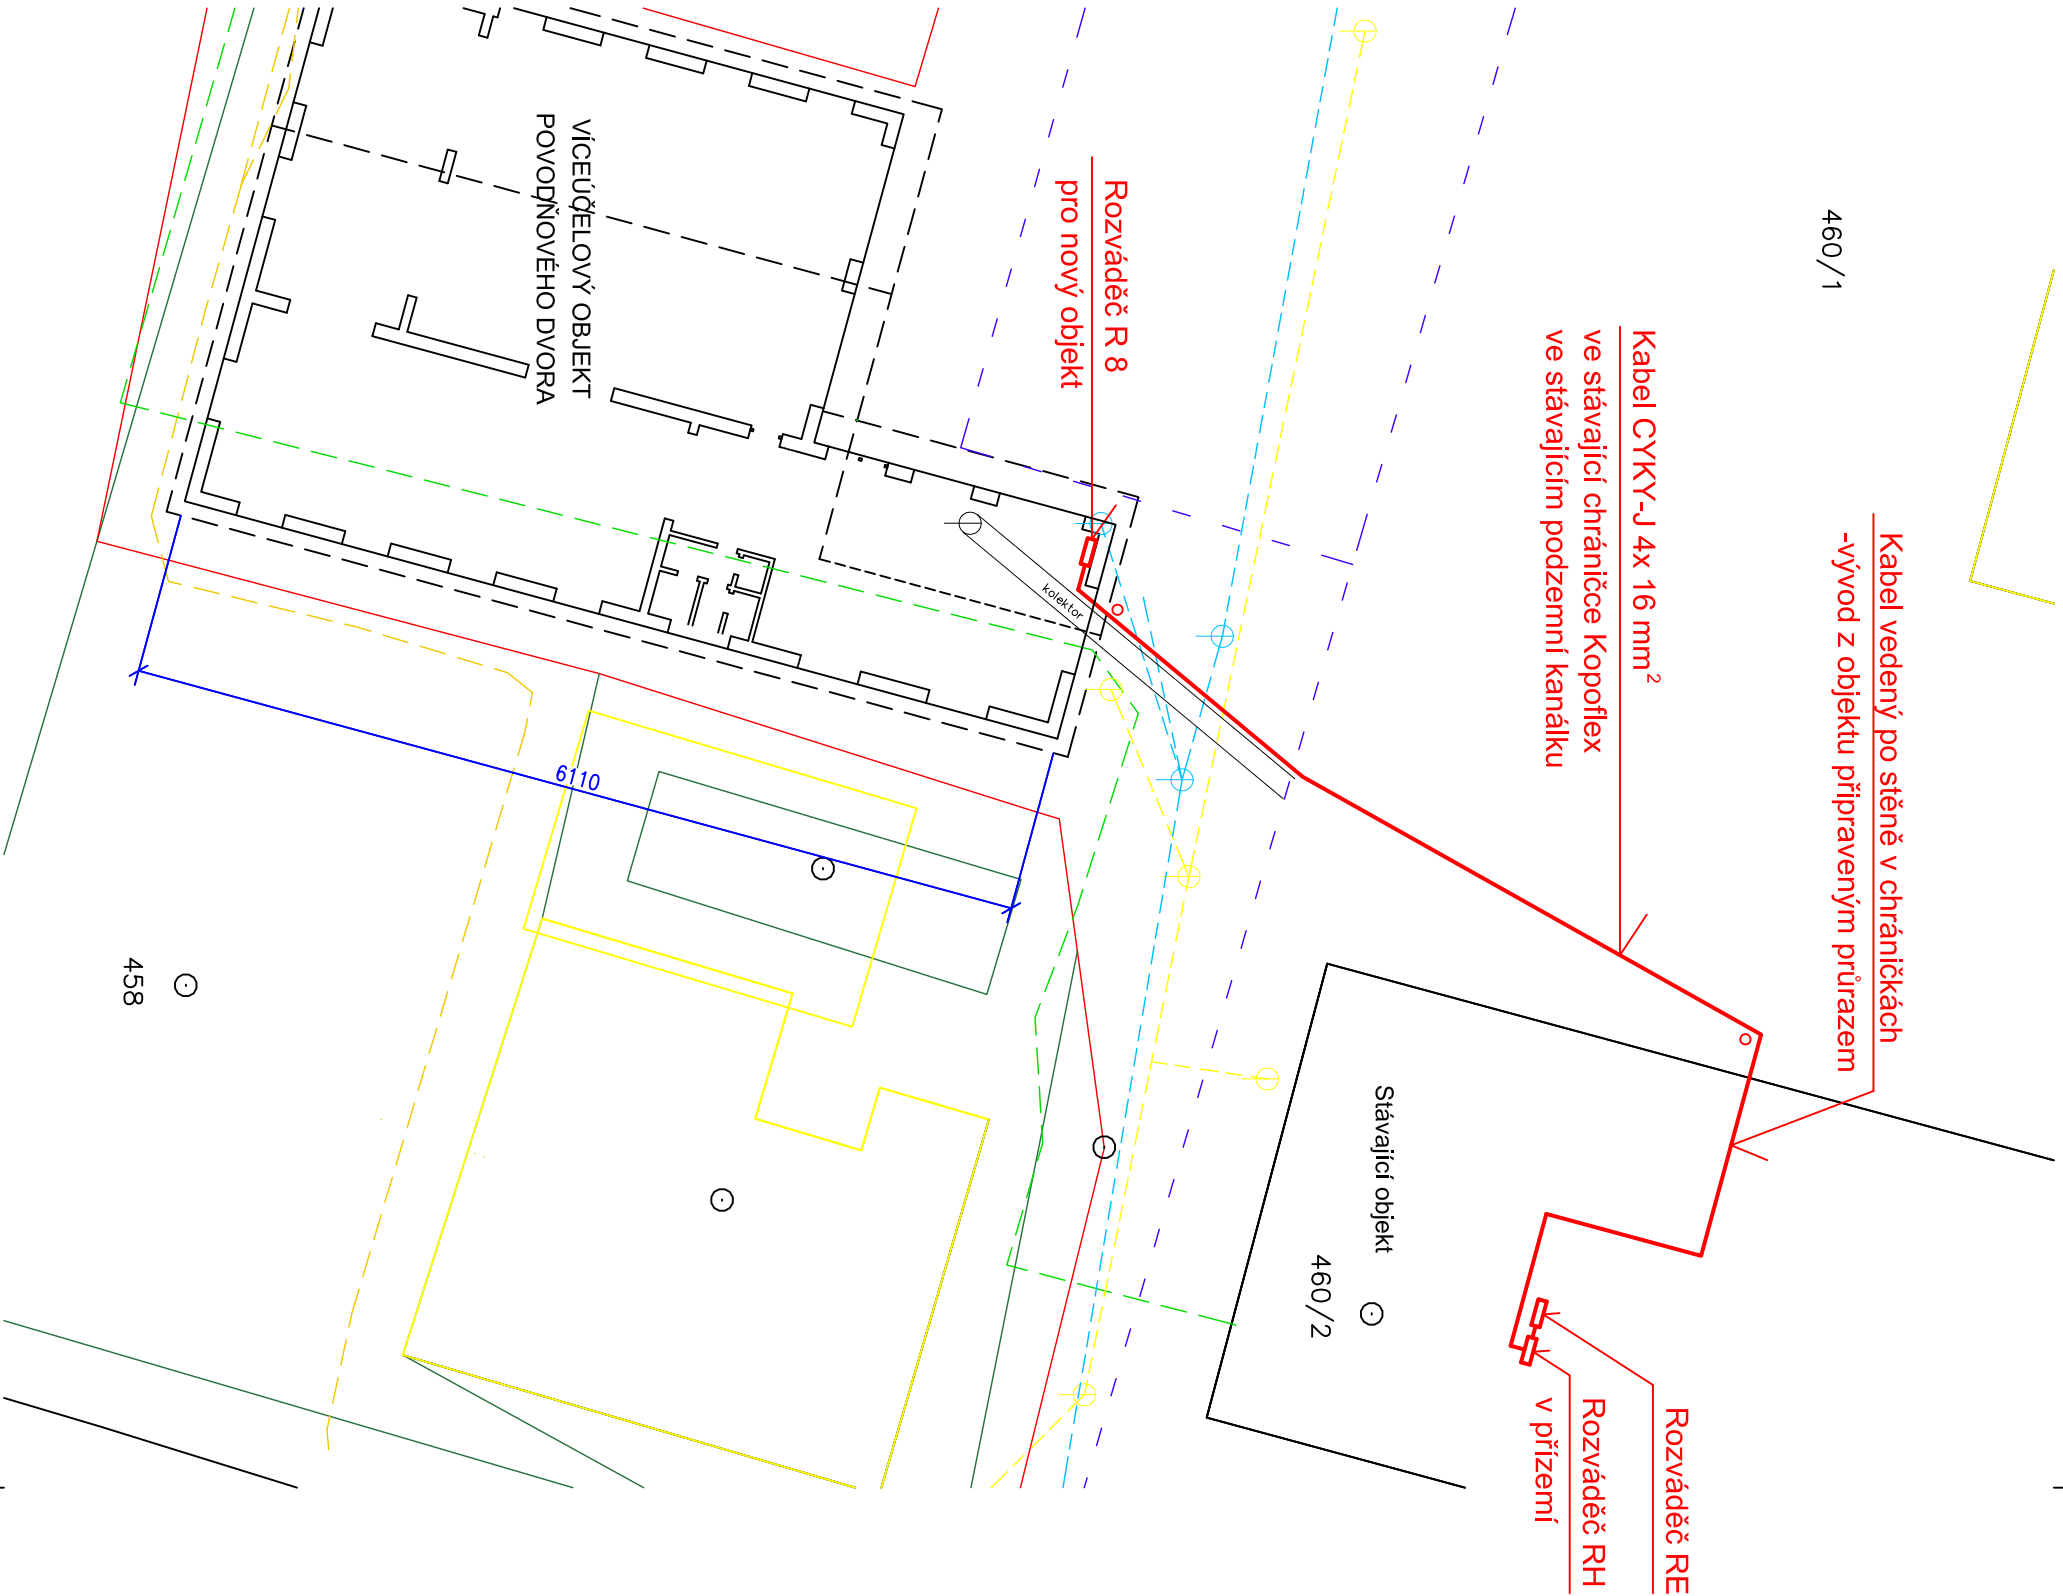 460/1
Kabel vedený po stěně v chráničkách
-vývod z objektu připraveným průrazem
Kabel CYKY-J 4x 16 mm²
ve stávající chráničce Kopoflex
ve stávajícím podzemní kanálku
Rozváděč R 8
pro nový objekt
VÍCEÚČELOVÝ OBJEKT
POVODŇOVÉHO DVORA
kolektor
6110
458
Stávající objekt
460/2
Rozváděč RE
Rozváděč RH
v přízemí